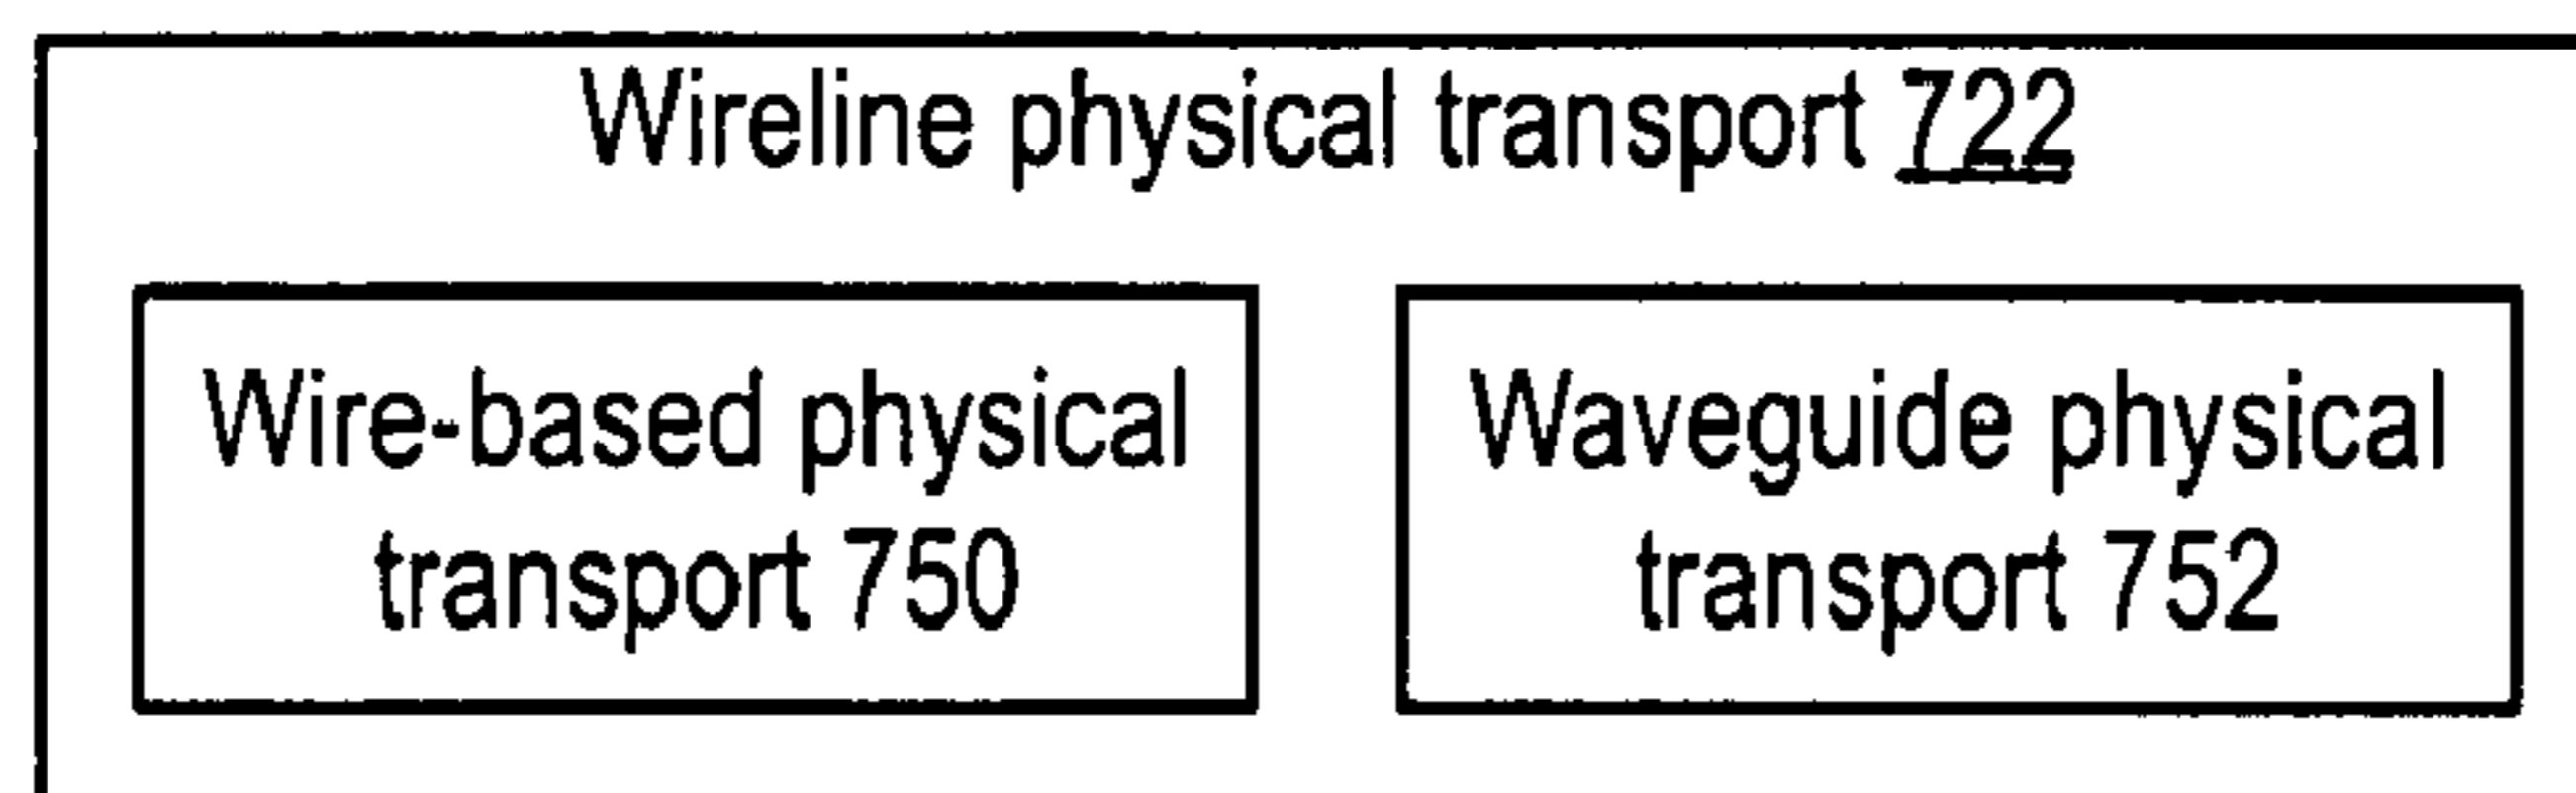 Wireline physical transport 722
Wire-based physical
transport 750
Waveguide physical
transport 752